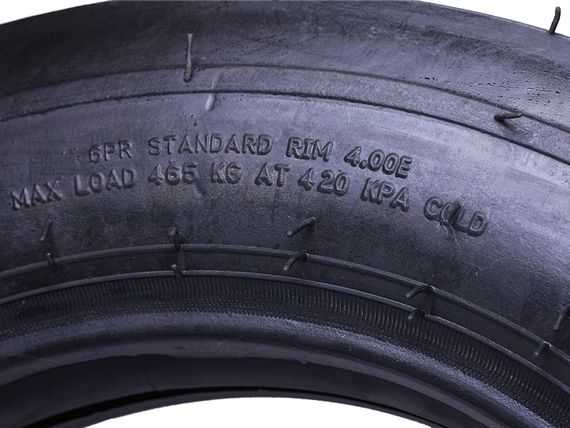 6PR STANDARD RIM 4.00E
MAX LOAD 465 KG AT 420 KPA COLD